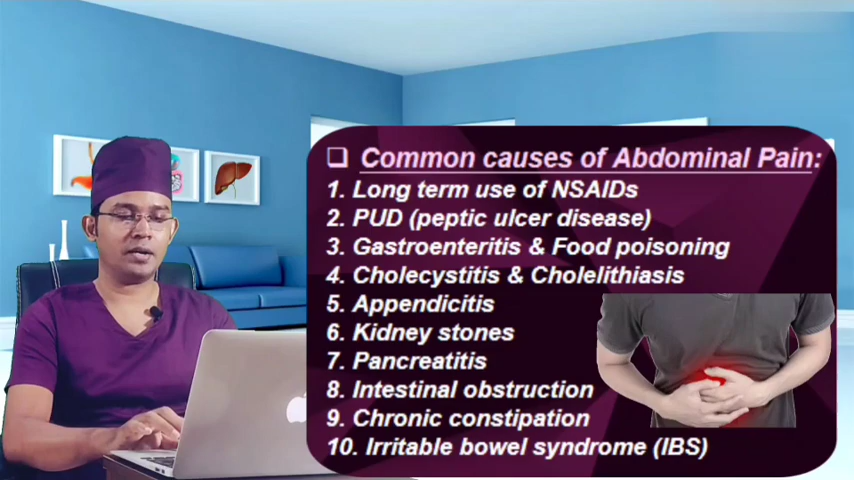 ❑ Common causes of Abdominal Pain:
1. Long term use of NSAIDs
2. PUD (peptic ulcer disease)
3. Gastroenteritis & Food poisoning
4. Cholecystitis & Cholelithiasis
5. Appendicitis
6. Kidney stones
7. Pancreatitis
8. Intestinal obstruction
9. Chronic constipation
10. Irritable bowel syndrome (IBS)